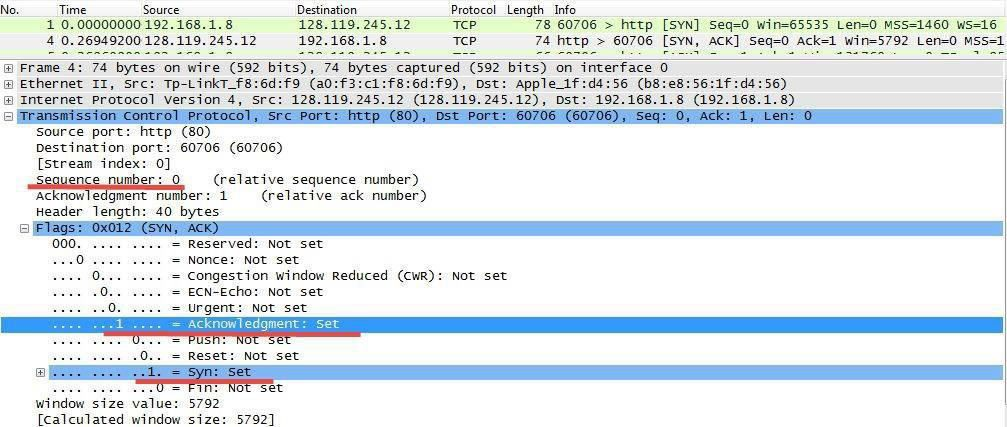 No. Time Source Destination Protocol Length Info
1 0.00000000 192.168.1.8 128.119.245.12 TCP 78 60706 > http [SYN] Seq=0 Win=65535 Len=0 MSS=1460 WS=16
4 0.26949200 128.119.245.12 192.168.1.8 TCP 74 http > 60706 [SYN, ACK] Seq=0 Ack=1 Win=5792 Len=0 MSS=1
Frame 4: 74 bytes on wire (592 bits), 74 bytes captured (592 bits) on interface 0
Ethernet II, Src: Tp-LinkT_f8:6d:f9 (a0:f3:c1:f8:6d:f9), Dst: Apple_1f:d4:56 (b8:e8:56:1f:d4:56)
Internet Protocol Version 4, Src: 128.119.245.12 (128.119.245.12), Dst: 192.168.1.8 (192.168.1.8)
Transmission Control Protocol, Src Port: http (80), Dst Port: 60706 (60706), Seq: 0, Ack: 1, Len: 0
Source port: http (80)
Destination port: 60706 (60706)
[Stream index: 0]
Sequence number: 0 (relative sequence number)
Acknowledgment number: 1 (relative ack number)
Header length: 40 bytes
Flags: 0x012 (SYN, ACK)
000. .... .... = Reserved: Not set
...0 .... .... = Nonce: Not set
.... 0... .... = Congestion Window Reduced (CWR): Not set
.... .0.. .... = ECN-Echo: Not set
.... ..0. .... = Urgent: Not set
.... ...1 .... = Acknowledgment: Set
.... .... 0... = Push: Not set
.... .... .0.. = Reset: Not set
.... .... ..1. = Syn: Set
.... .... ...0 = Fin: Not set
Window size value: 5792
[Calculated window size: 5792]